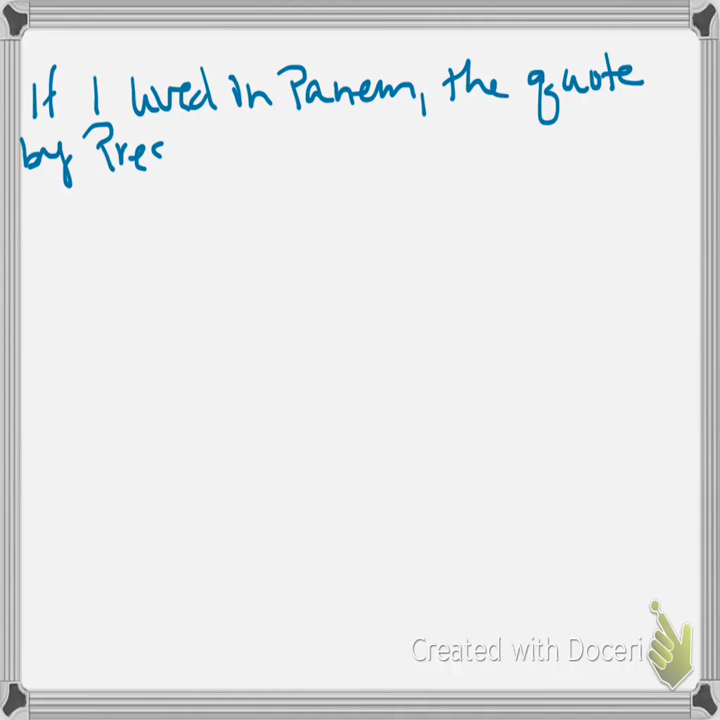 If I lived in Panem, the quote
by Pres
Created with Doceri